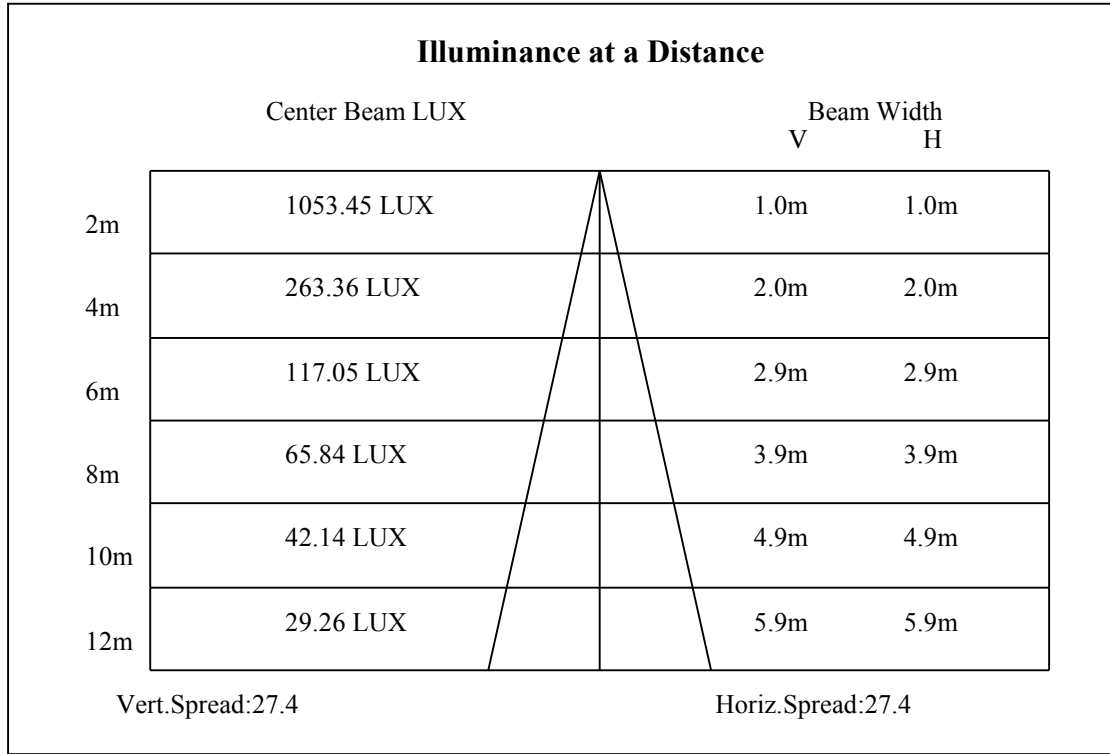 Illuminance at a Distance
Center Beam LUX Beam Width
V H
2m 1053.45 LUX 1.0m 1.0m
4m 263.36 LUX 2.0m 2.0m
6m 117.05 LUX 2.9m 2.9m
8m 65.84 LUX 3.9m 3.9m
10m 42.14 LUX 4.9m 4.9m
12m 29.26 LUX 5.9m 5.9m
Vert.Spread:27.4 Horiz.Spread:27.4